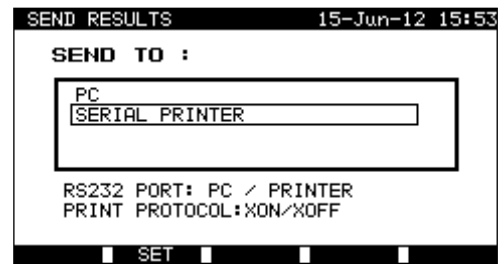 SEND RESULTS 15-Jun-12 15:53
SEND TO :
PC
SERIAL PRINTER
RS232 PORT: PC / PRINTER
PRINT PROTOCOL:XON/XOFF
SET